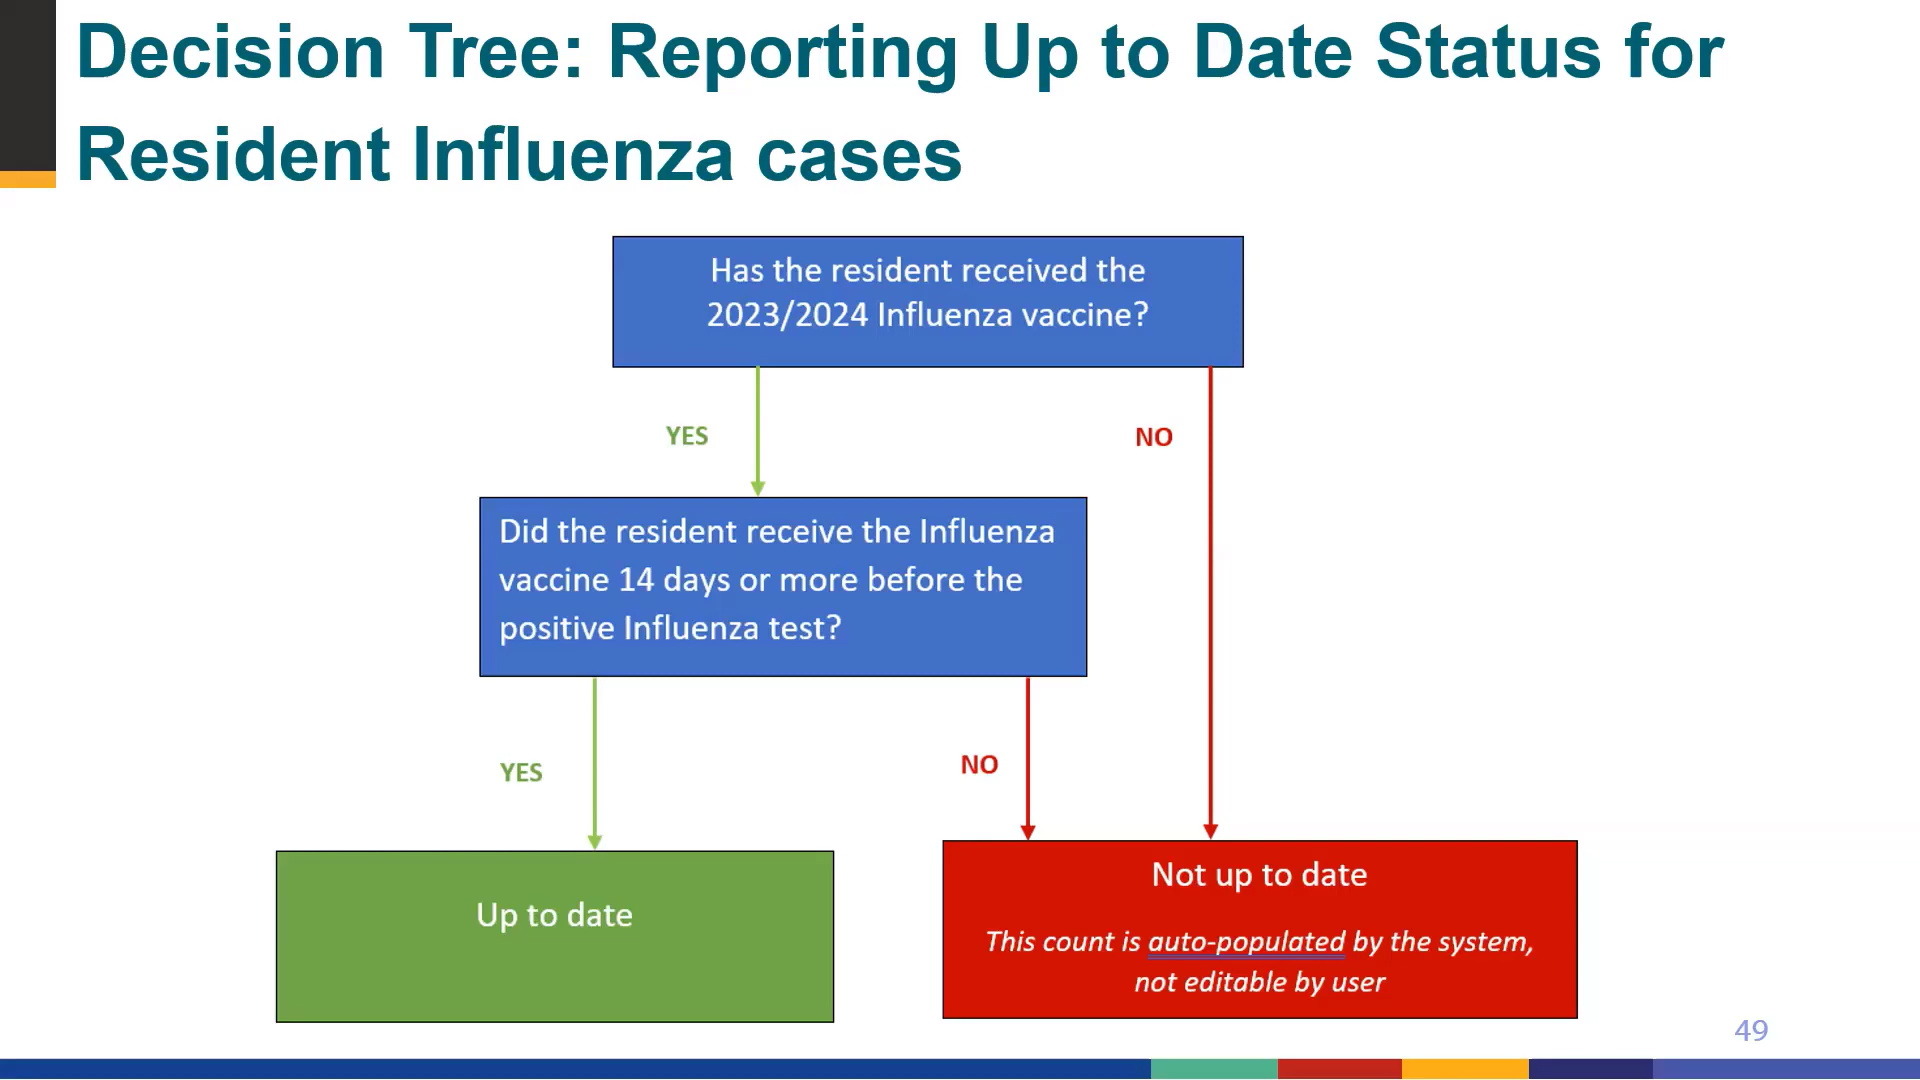 Decision Tree: Reporting Up to Date Status for
Resident Influenza cases
Has the resident received the
2023/2024 Influenza vaccine?
YES
NO
Did the resident receive the Influenza
vaccine 14 days or more before the
positive Influenza test?
YES
NO
Up to date
Not up to date
This count is auto-populated by the system,
not editable by user
49